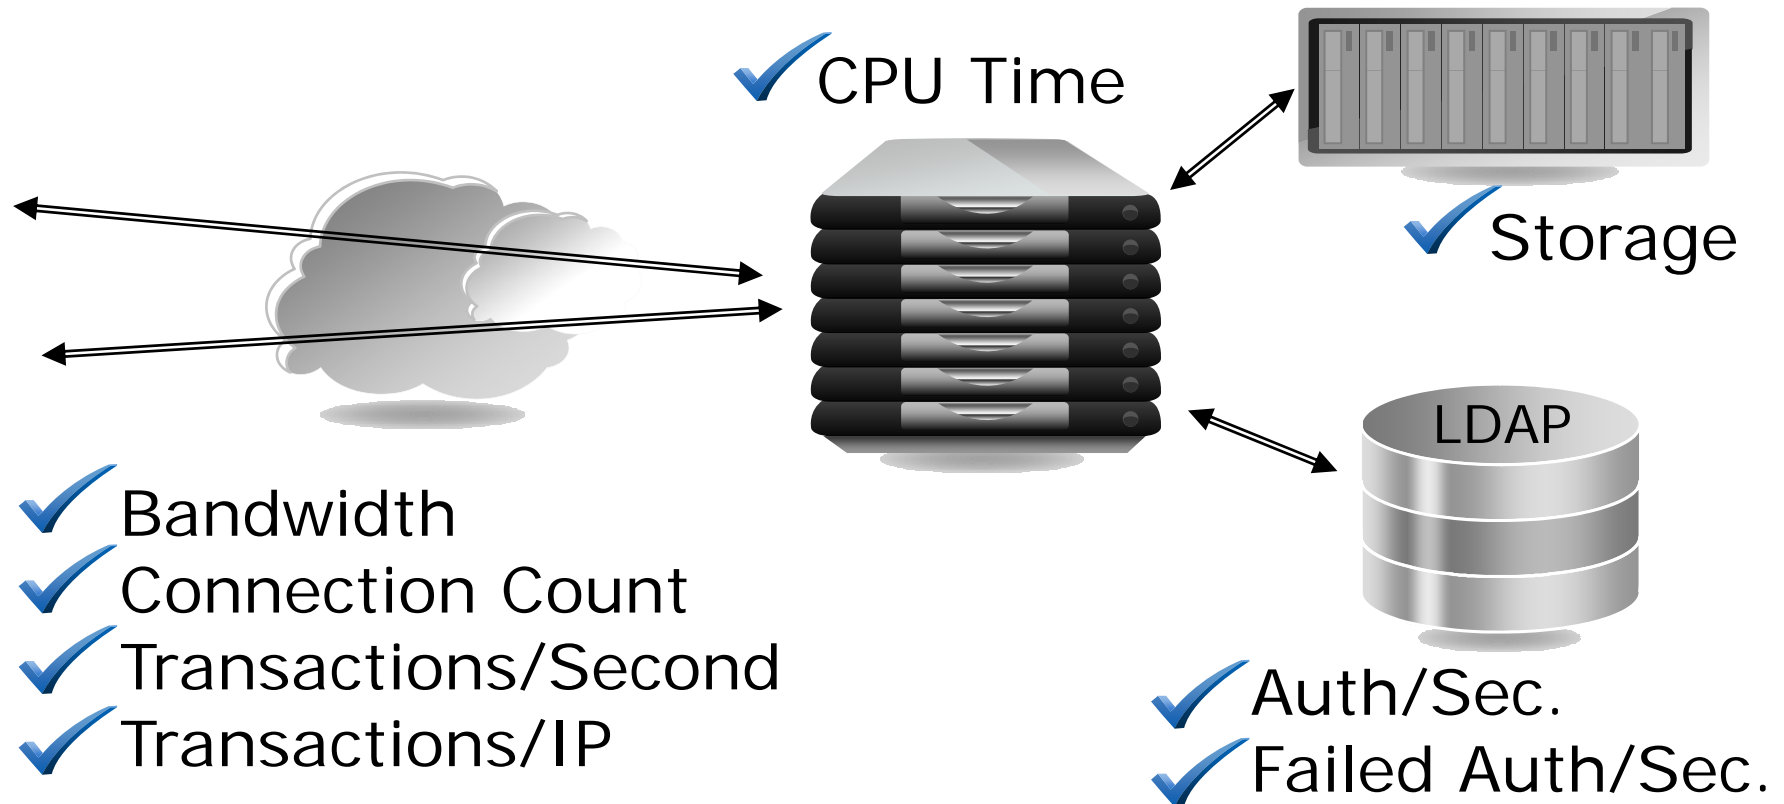 CPU Time
Storage
LDAP
Bandwidth
Connection Count
Transactions/Second
Transactions/IP
Auth/Sec.
Failed Auth/Sec.